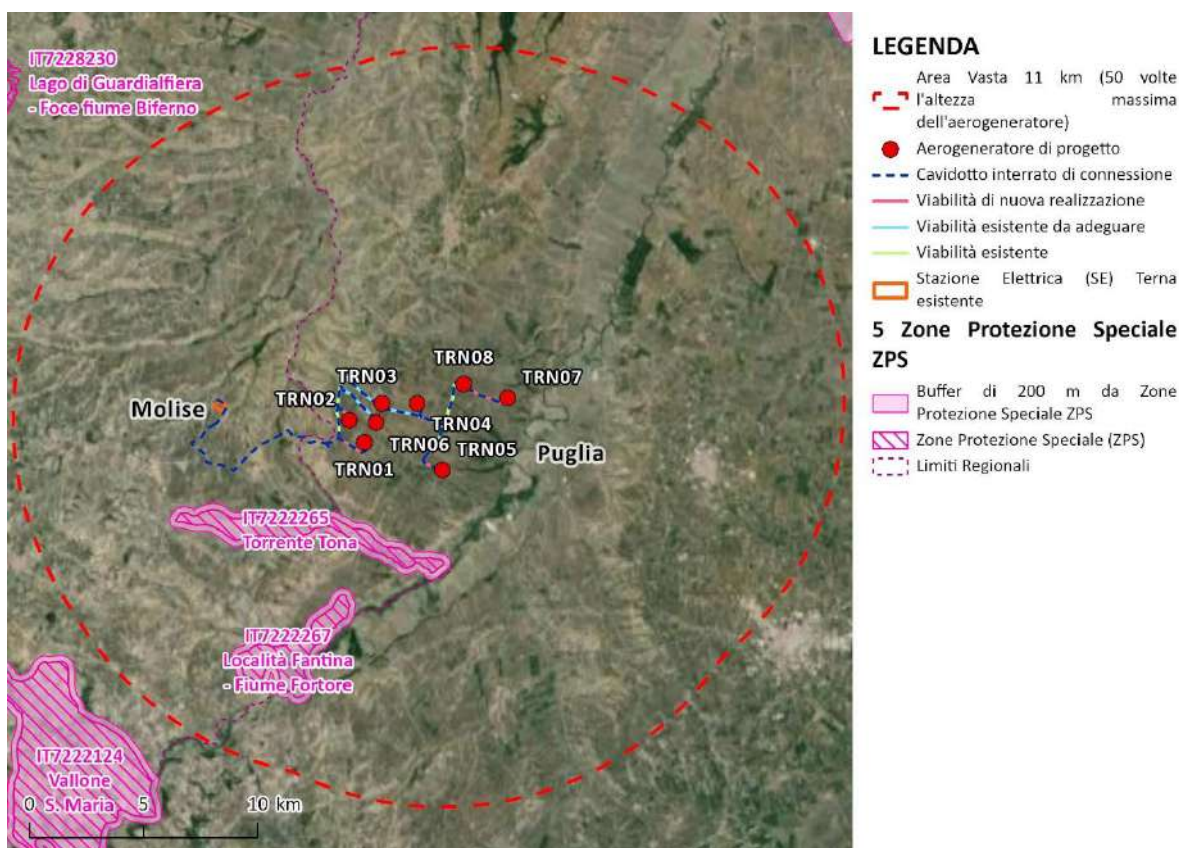 IT7228230
Lago di Guardialfiera
- Foce fiume Biferno
TRN08
TRN03
TRN07
TRN02
Molise
TRN04
TRN06
TRN05
Puglia
TRN01
IT7222265
Torrente Tona
IT7222267
Località Fantina
- Fiume Fortore
IT7222124
Vallone
S. Maria
0 5 10 km
LEGENDA
Area Vasta 11 km (50 volte
l'altezza massima
dell'aerogeneratore)
Aerogeneratore di progetto
Cavidotto interrato di connessione
Viabilità di nuova realizzazione
Viabilità esistente da adeguare
Viabilità esistente
Stazione Elettrica (SE) Terna
esistente
5 Zone Protezione Speciale
ZPS
Buffer di 200 m da Zone
Protezione Speciale ZPS
Zone Protezione Speciale (ZPS)
Limiti Regionali